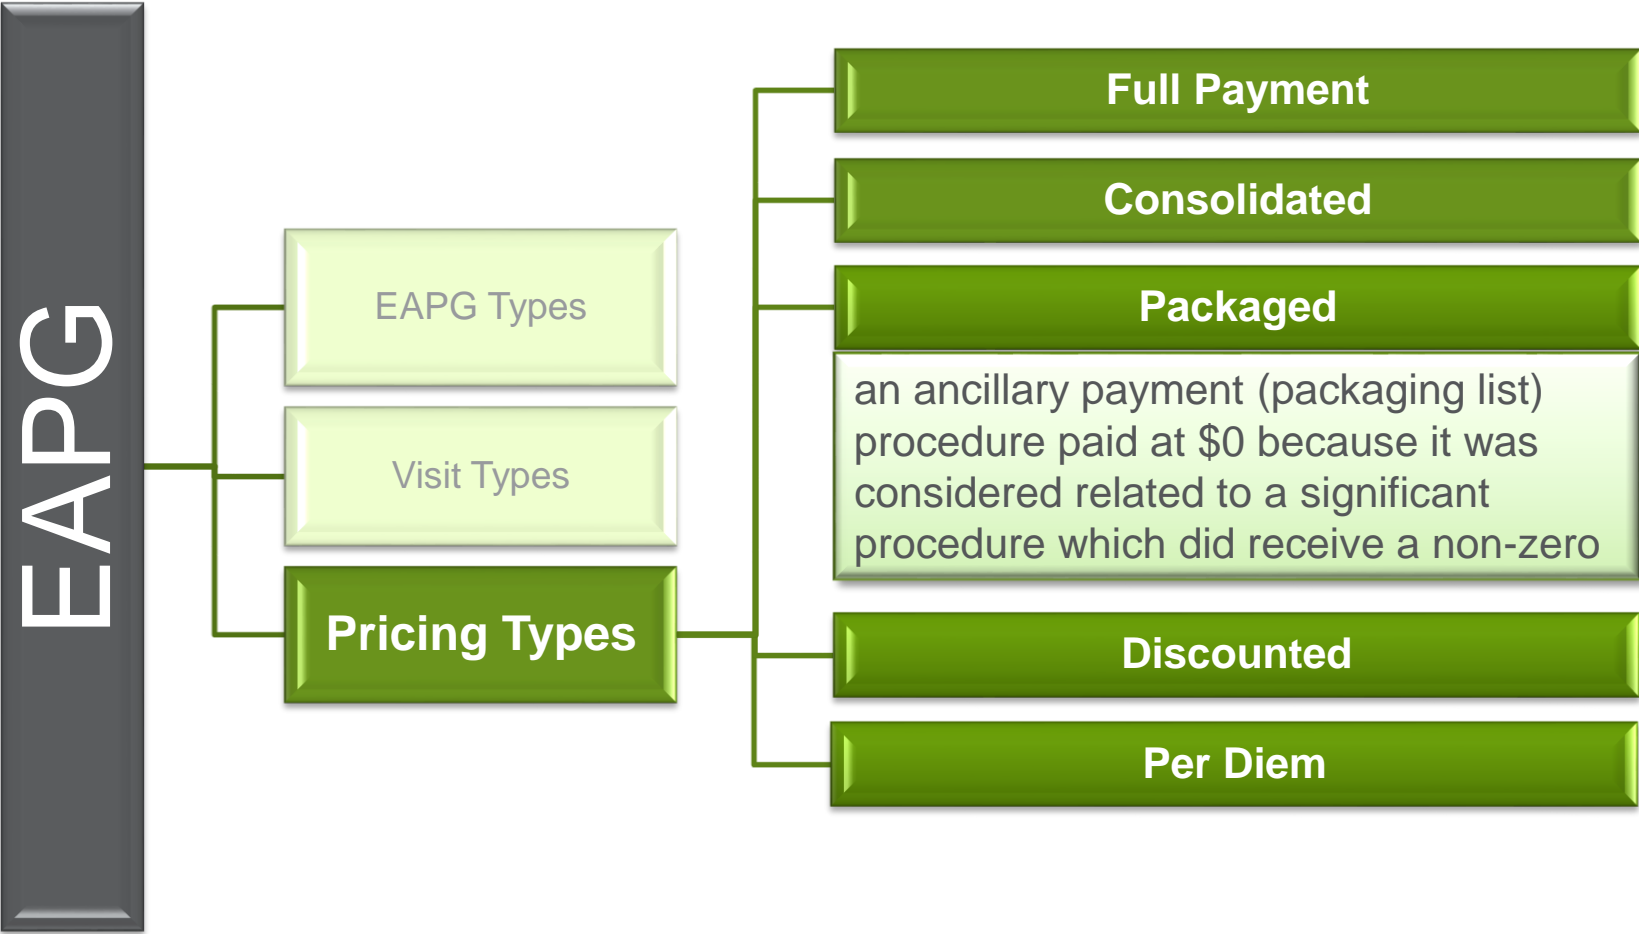 EAPG
EAPG Types
Visit Types
Pricing Types
Full Payment
Consolidated
Packaged
an ancillary payment (packaging list)
procedure paid at $0 because it was
considered related to a significant
procedure which did receive a non-zero
Discounted
Per Diem